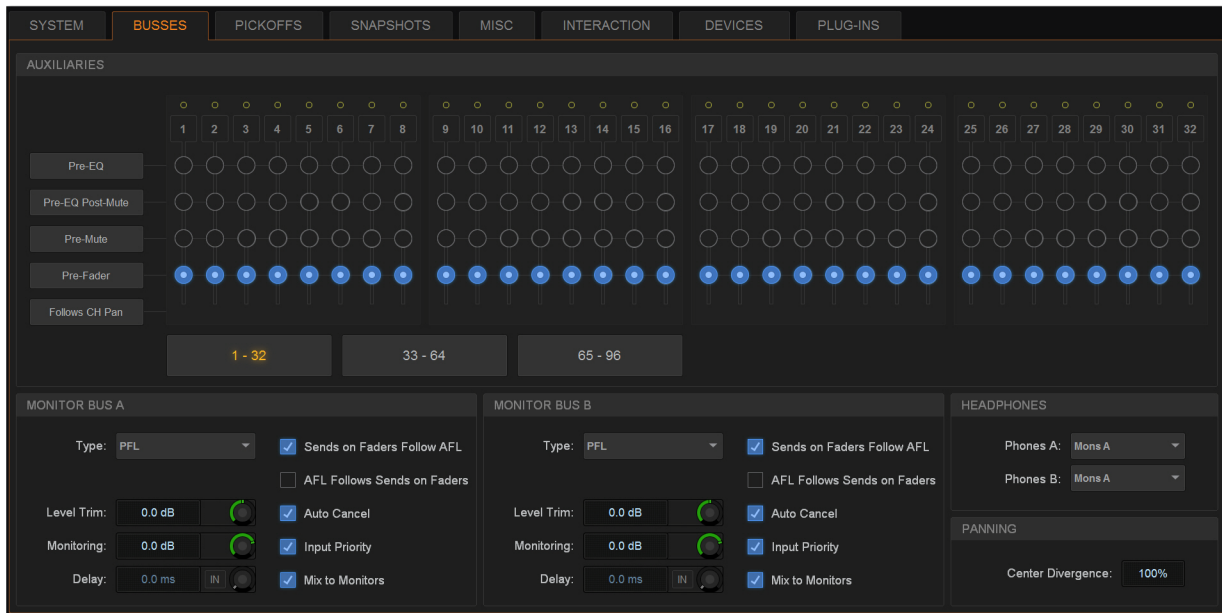 SYSTEM BUSSES PICKOFFS SNAPSHOTS MISC INTERACTION DEVICES PLUG-INS
AUXILIARIES
1 2 3 4 5 6 7 8 9 10 11 12 13 14 15 16 17 18 19 20 21 22 23 24 25 26 27 28 29 30 31 32
Pre-EQ
Pre-EQ Post-Mute
Pre-Mute
Pre-Fader
Follows CH Pan
1 - 32 33 - 64 65 - 96
MONITOR BUS A
Type: PFL Sends on Faders Follow AFL
AFL Follows Sends on Faders
Level Trim: 0.0 dB Auto Cancel
Monitoring: 0.0 dB Input Priority
Delay: 0.0 ms IN Mix to Monitors
MONITOR BUS B
Type: PFL Sends on Faders Follow AFL
AFL Follows Sends on Faders
Level Trim: 0.0 dB Auto Cancel
Monitoring: 0.0 dB Input Priority
Delay: 0.0 ms IN Mix to Monitors
HEADPHONES
Phones A: Mons A
Phones B: Mons A
PANNING
Center Divergence: 100%